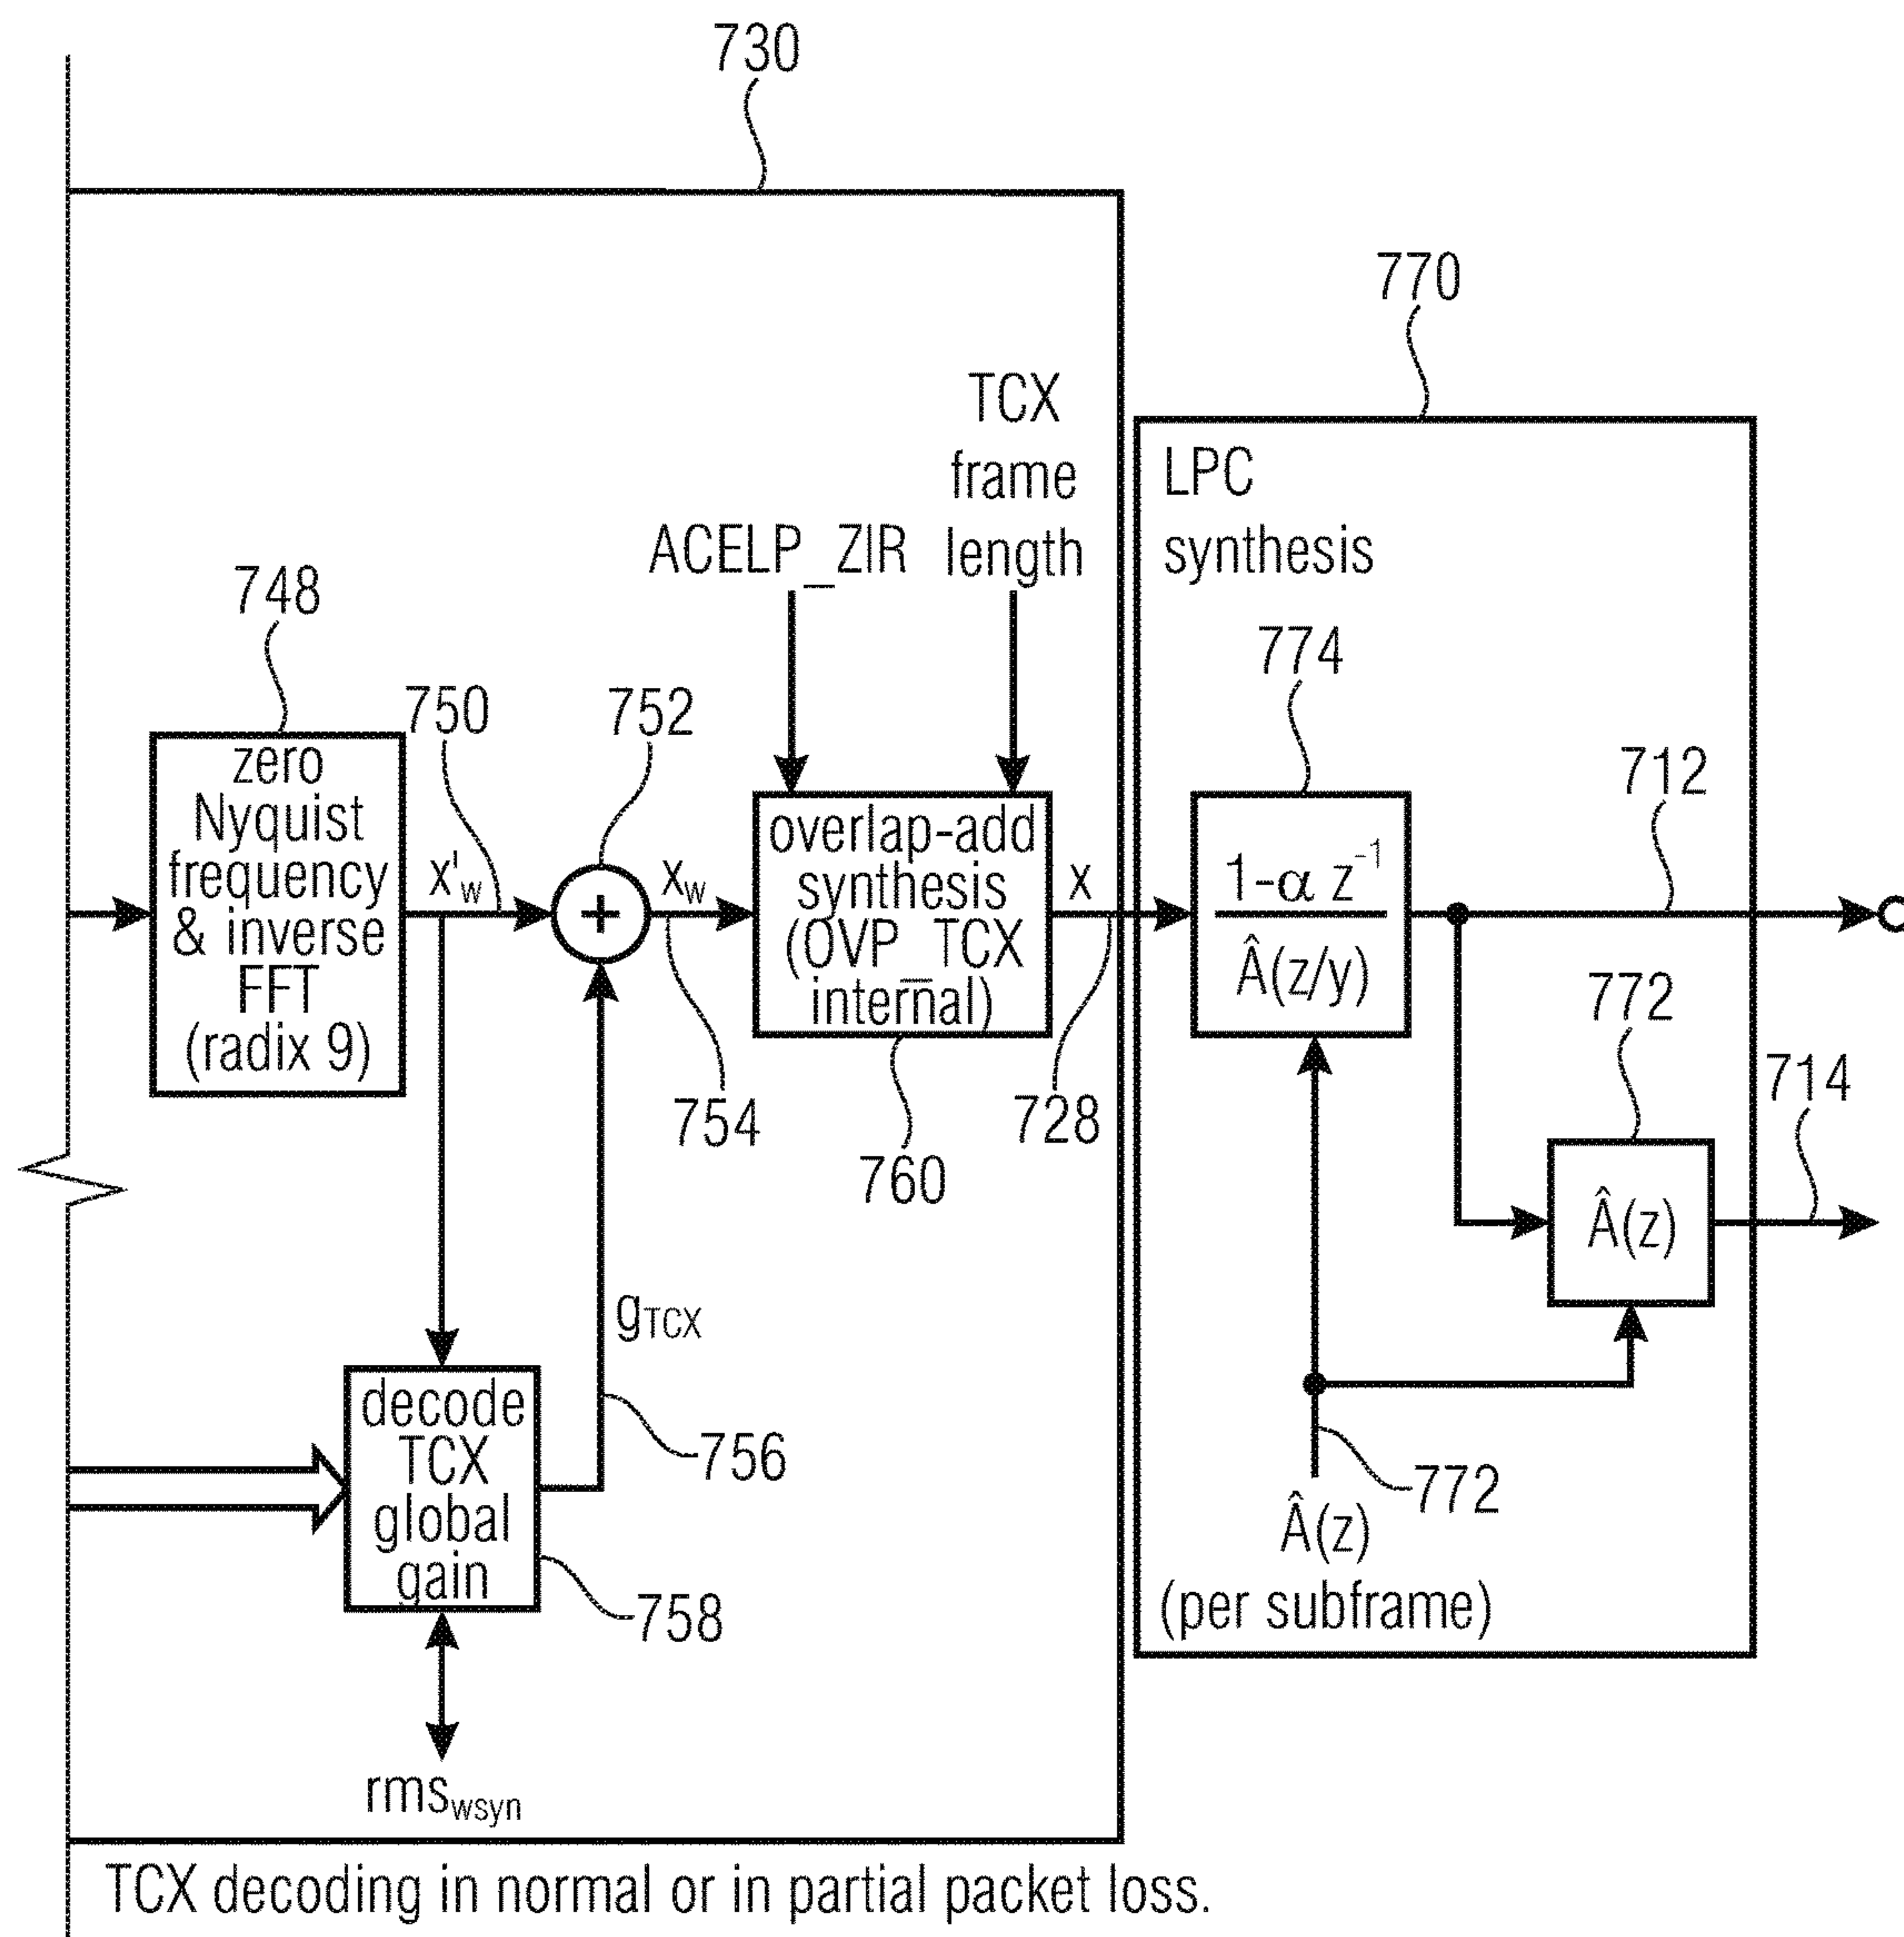 730
770
TCX
frame
length
ACELP_ZIR
LPC
synthesis
748
750
752
774
712
zero
Nyquist
frequency
& inverse
FFT
(radix 9)
x'w
+
xw
overlap-add
synthesis
(OVP_TCX
internal)
x
1-α z⁻¹
Â(z/y)
772
714
754
760
728
Â(z)
gTCX
decode
TCX
global
gain
756
758
772
Â(z)
(per subframe)
rmswsyn
TCX decoding in normal or in partial packet loss.